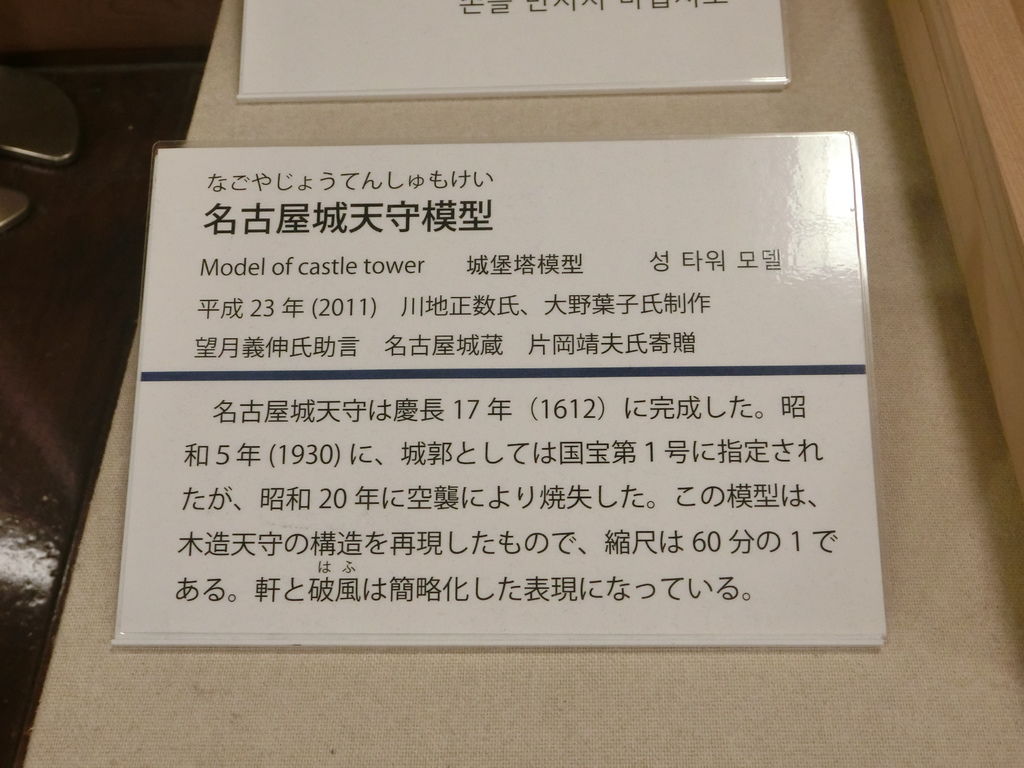 손을 만지지 마십시오
なごやじょうてんしゅもけい
名古屋城天守模型
Model of castle tower 城堡塔模型 성 타워 모델
平成 23 年 (2011) 川地正数氏、大野葉子氏制作
望月義伸氏助言 名古屋城蔵 片岡靖夫氏寄贈
名古屋城天守は慶長 17 年（1612）に完成した。昭
和 5 年 (1930) に、城郭としては国宝第 1 号に指定され
たが、昭和 20 年に空襲により焼失した。この模型は、
木造天守の構造を再現したもので、縮尺は 60 分の 1 で
はふ
ある。軒と破風は簡略化した表現になっている。